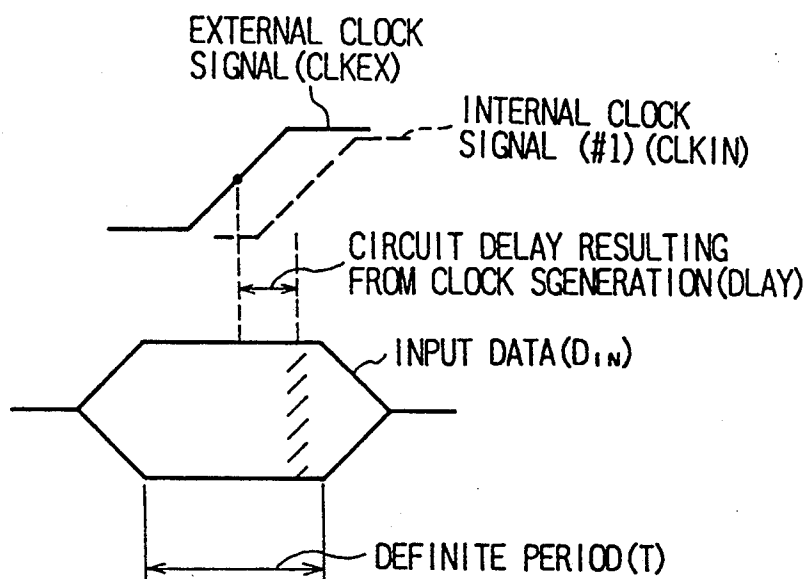 EXTERNAL CLOCK
SIGNAL(CLKEX)
INTERNAL CLOCK
SIGNAL (#1)(CLKIN)
CIRCUIT DELAY RESULTING
FROM CLOCK SGENERATION(DLAY)
INPUT DATA(DIN)
DEFINITE PERIOD(T)